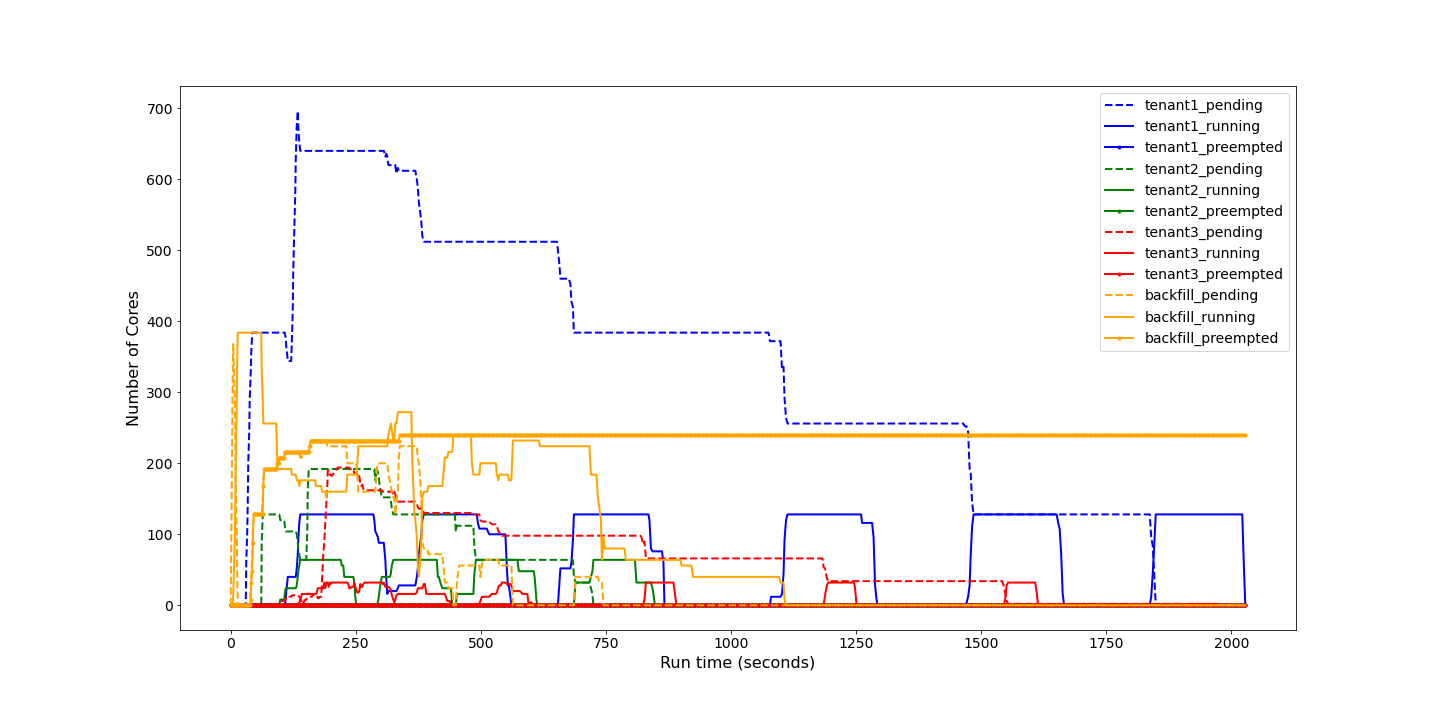 700
600
500
400
300
200
100
0
Number of Cores
0
250
500
750
1000
1250
1500
1750
2000
Run time (seconds)
tenant1_pending
tenant1_running
tenant1_preempted
tenant2_pending
tenant2_running
tenant2_preempted
tenant3_pending
tenant3_running
tenant3_preempted
backfill_pending
backfill_running
backfill_preempted